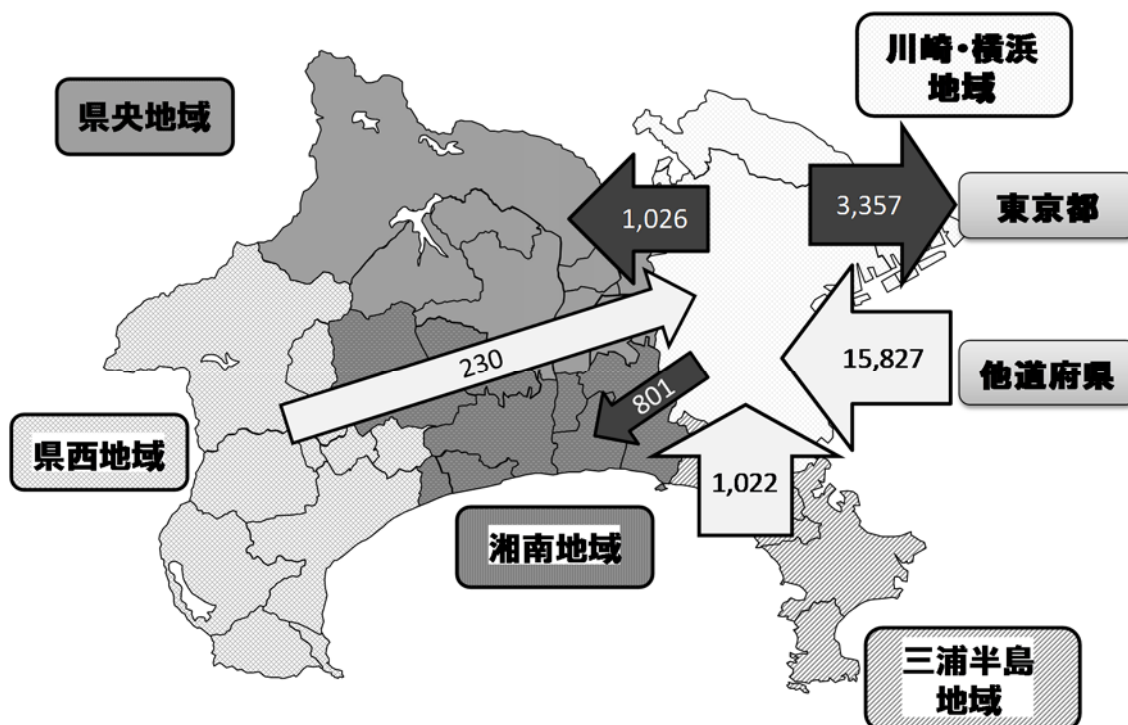 川崎・横浜
地域
県央地域
1,026
3,357
東京都
230
15,827
他道府県
801
県西地域
1,022
湘南地域
三浦半島
地域